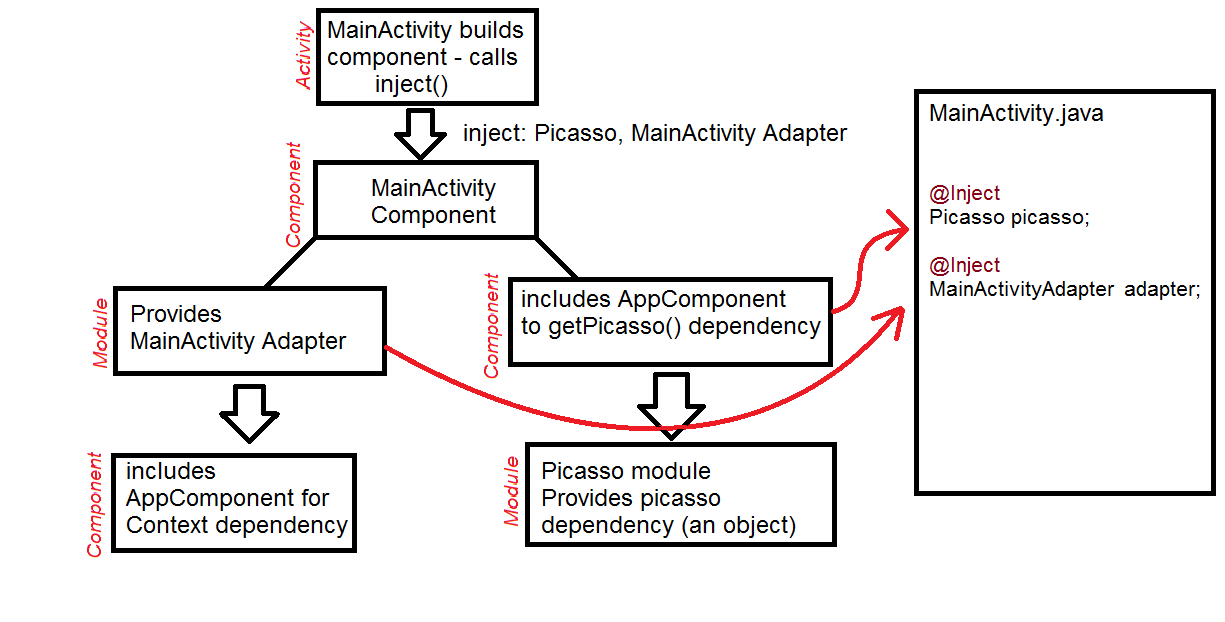 Activity
MainActivity builds
component - calls
inject()
inject: Picasso, MainActivity Adapter
Component
MainActivity
Component
Module
Provides
MainActivity Adapter
Component
includes AppComponent
to getPicasso() dependency
Component
includes
AppComponent for
Context dependency
Module
Picasso module
Provides picasso
dependency (an object)
MainActivity.java
@Inject
Picasso picasso;
@Inject
MainActivityAdapter adapter;